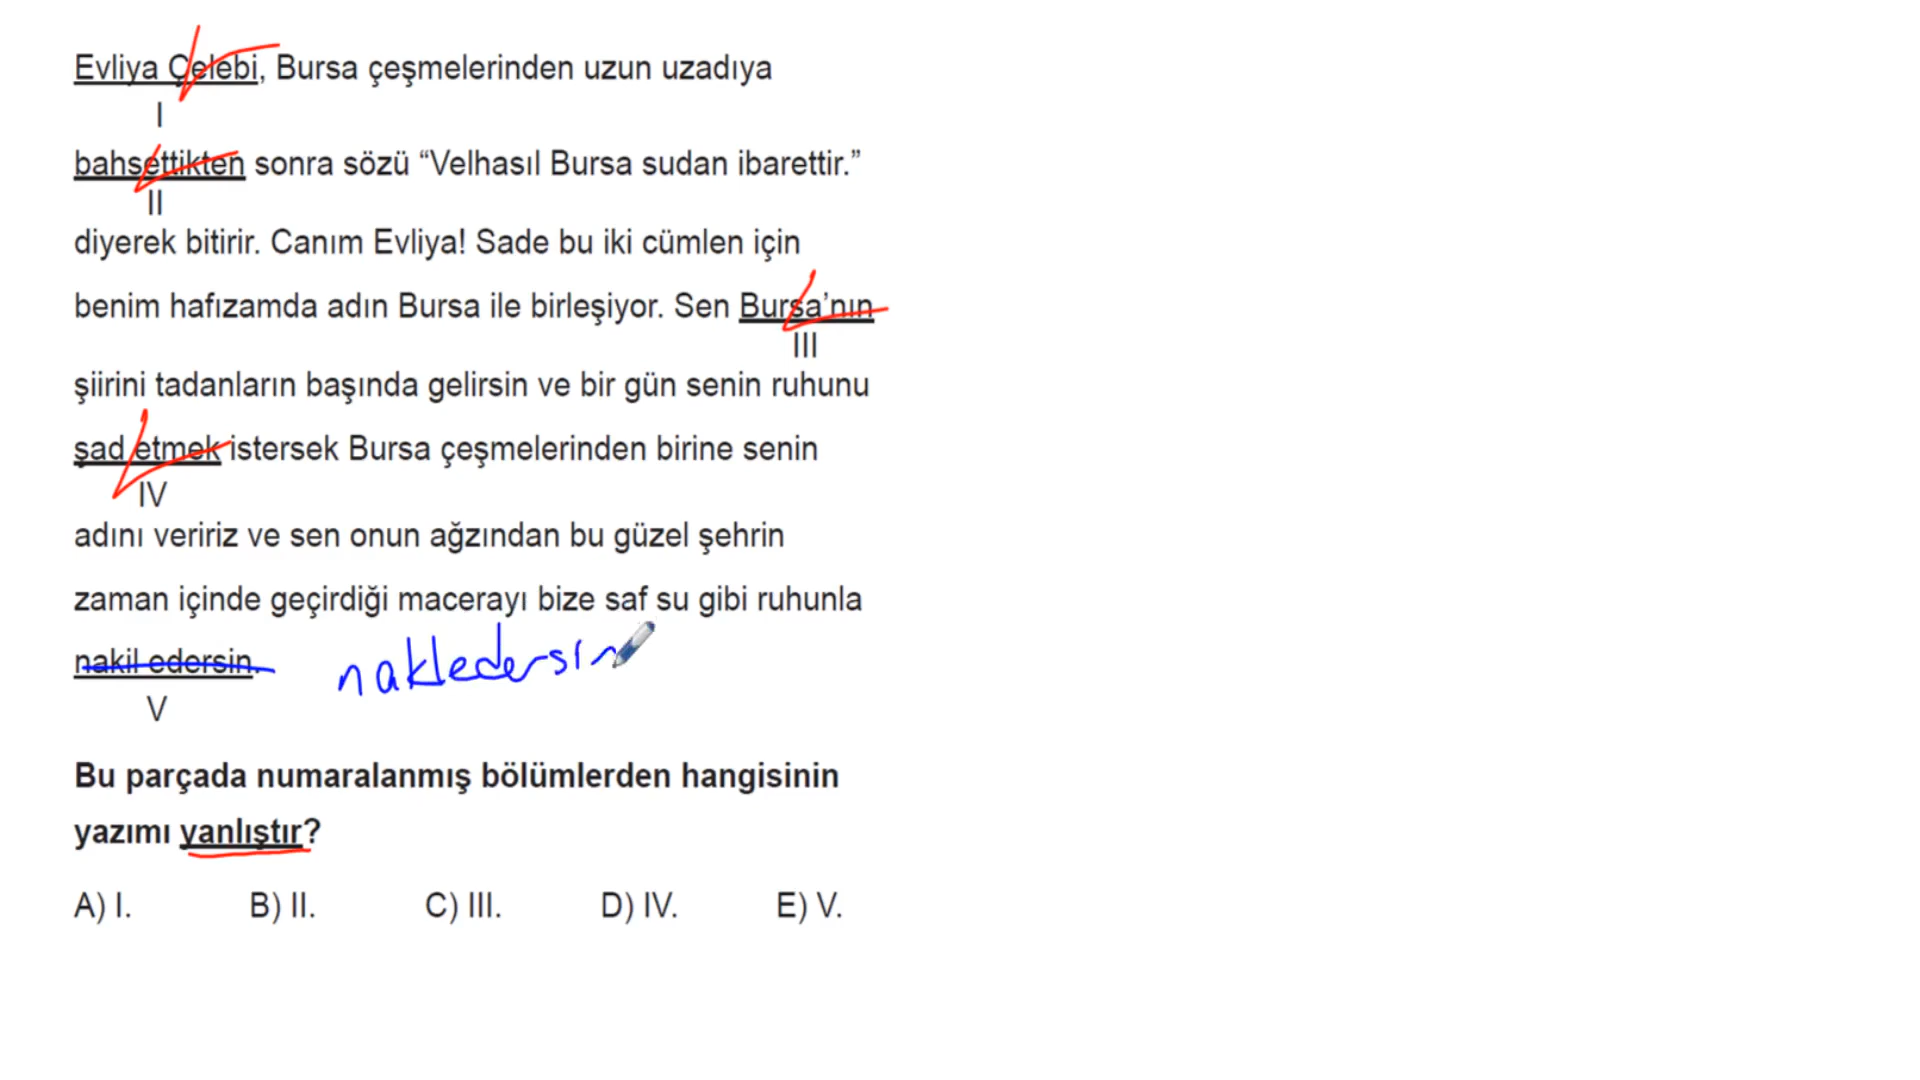 Evliya Çelebi, Bursa çeşmelerinden uzun uzadıya
I
bahsettikten sonra sözü “Velhasıl Bursa sudan ibarettir.”
II
diyerek bitirir. Canım Evliya! Sade bu iki cümlen için
benim hafızamda adın Bursa ile birleşiyor. Sen Bursa’nın
III
şiirini tadanların başında gelirsin ve bir gün senin ruhunu
şad etmek istersek Bursa çeşmelerinden birine senin
IV
adını veririz ve sen onun ağzından bu güzel şehrin
zaman içinde geçirdiği macerayı bize saf su gibi ruhunla
nakil edersin. nakledersin
V
Bu parçada numaralanmış bölümlerden hangisinin
yazımı yanlıştır?
A) I. B) II. C) III. D) IV. E) V.